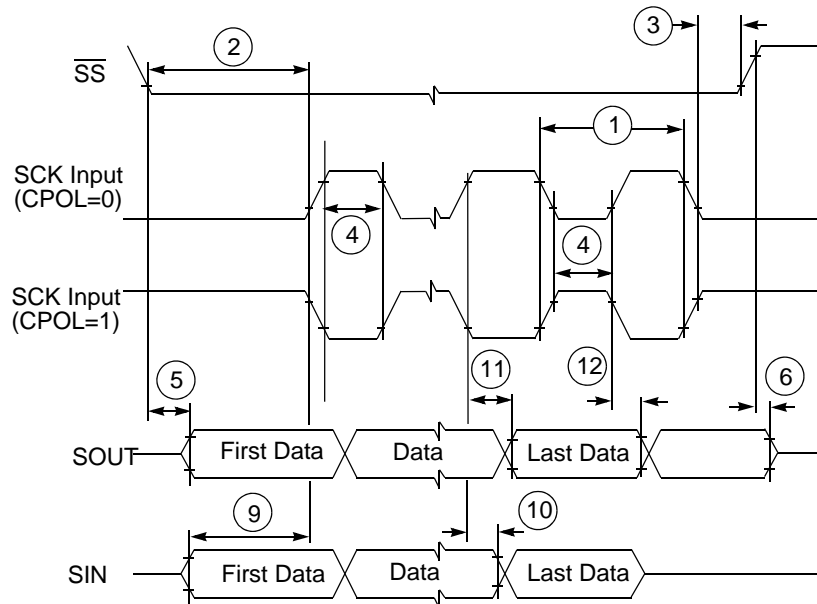 3
2
SS
1
SCK Input
(CPOL=0)
4
4
SCK Input
(CPOL=1)
5
11
12
6
SOUT
First Data
Data
Last Data
9
10
SIN
First Data
Data
Last Data